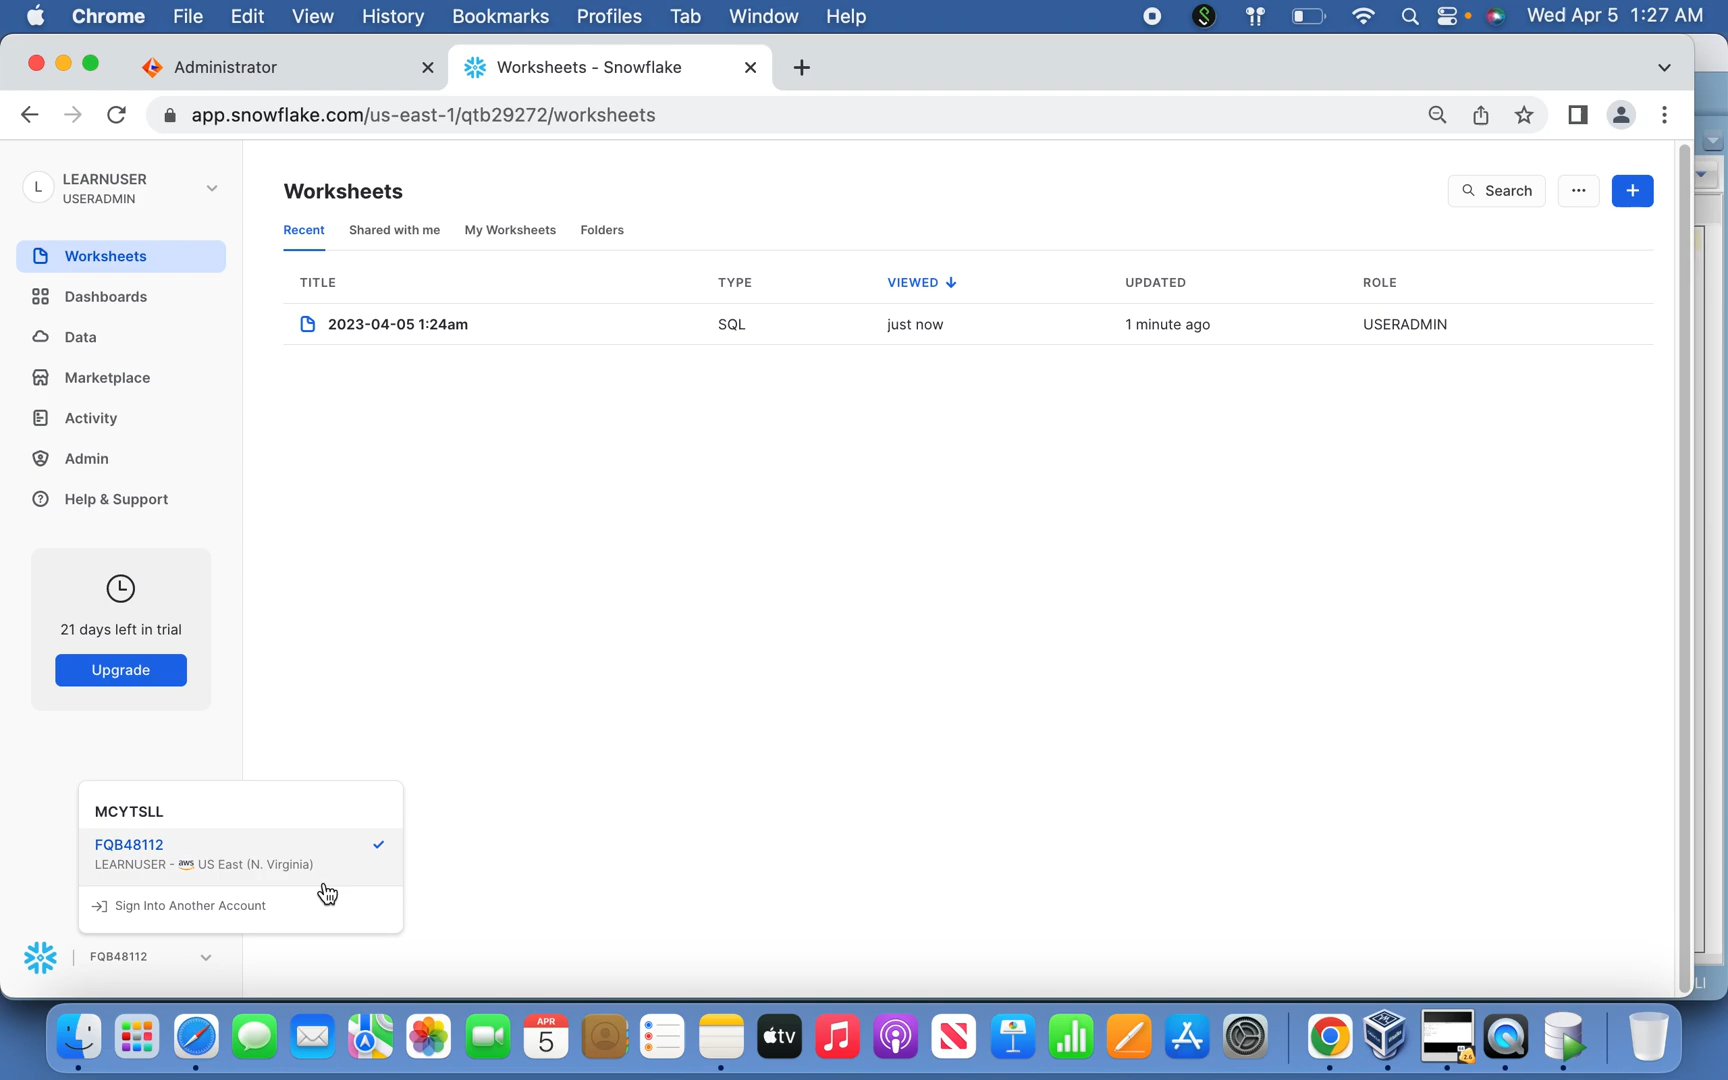 Chrome File Edit View History Bookmarks Profiles Tab Window Help Wed Apr 5 1:27 AM
Administrator Worksheets - Snowflake
app.snowflake.com/us-east-1/qtb29272/worksheets
L LEARNUSER
USERADMIN
Worksheets
Dashboards
Data
Marketplace
Activity
Admin
Help & Support
21 days left in trial
Upgrade
MCYTSLL
FQB48112
LEARNUSER - aws US East (N. Virginia)
Sign Into Another Account
FQB48112
Worksheets
Search
Recent Shared with me My Worksheets Folders
TITLE TYPE VIEWED UPDATED ROLE
2023-04-05 1:24am SQL just now 1 minute ago USERADMIN
APR
5
tv